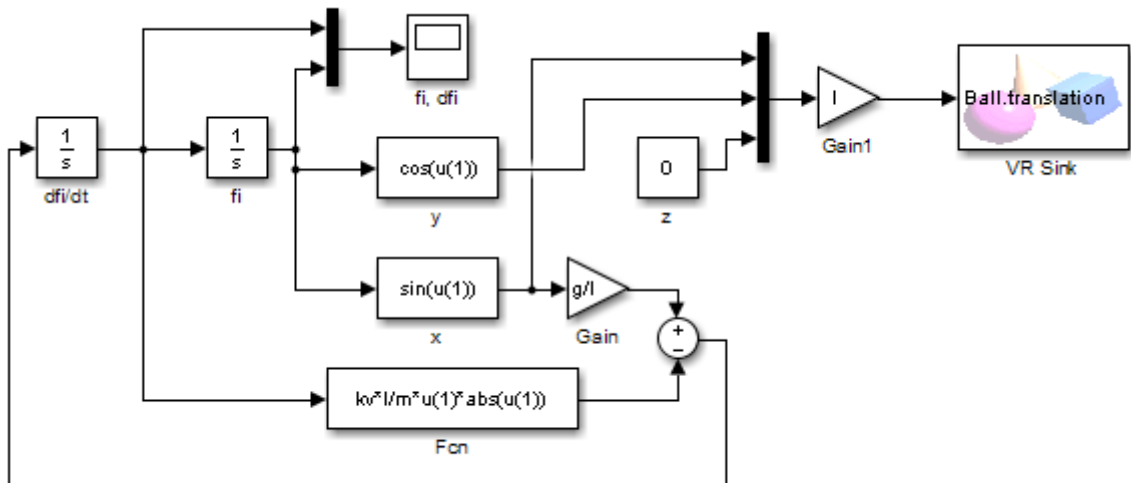 1
s
dfi/dt
1
s
fi
fi, dfi
cos(u(1))
y
sin(u(1))
x
kv*l/m*u(1)*abs(u(1))
Fcn
g/l
Gain
+
−
0
z
l
Gain1
Ball.translation
VR Sink